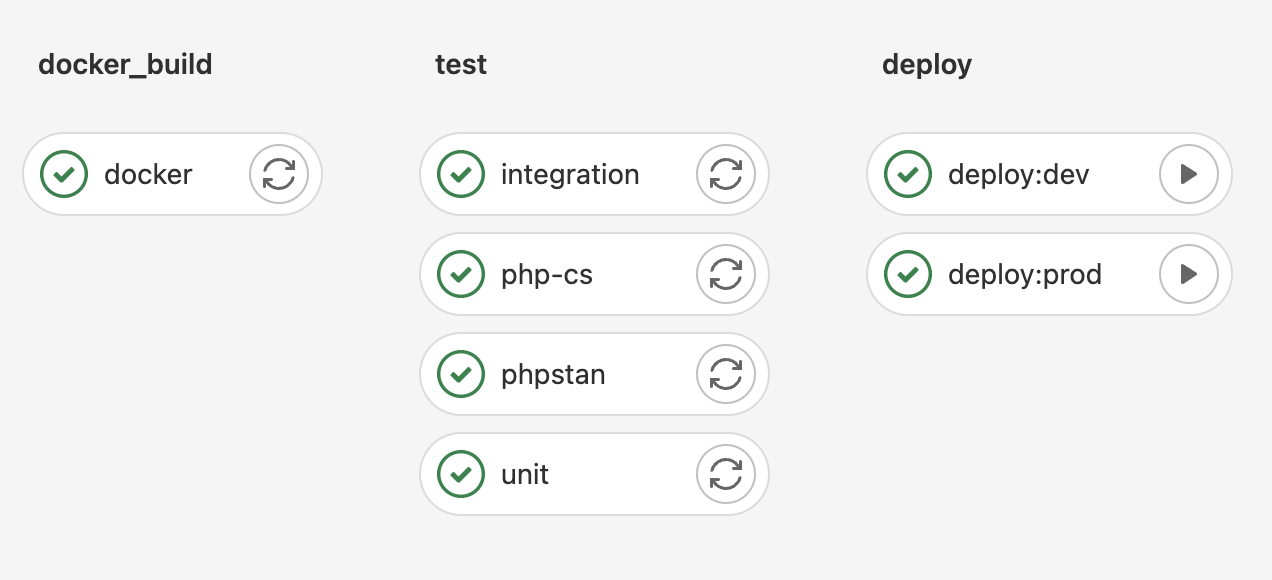 docker_build
docker
test
integration
php-cs
phpstan
unit
deploy
deploy:dev
deploy:prod